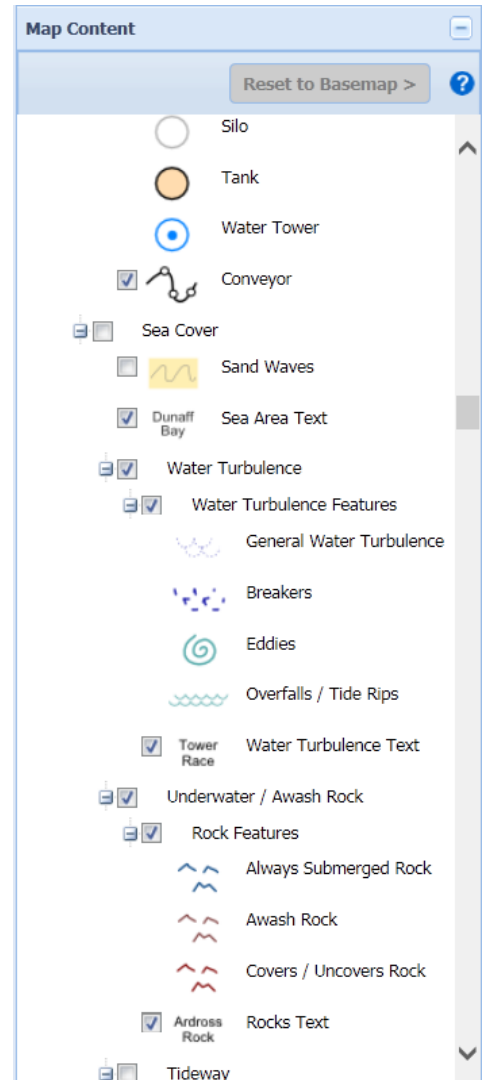 Map Content
Reset to Basemap >
?
Silo
Tank
Water Tower
Conveyor
Sea Cover
Sand Waves
Dunaff
Bay
Sea Area Text
Water Turbulence
Water Turbulence Features
General Water Turbulence
Breakers
Eddies
Overfalls / Tide Rips
Tower
Race
Water Turbulence Text
Underwater / Awash Rock
Rock Features
Always Submerged Rock
Awash Rock
Covers / Uncovers Rock
Ardross
Rock
Rocks Text
Tideway